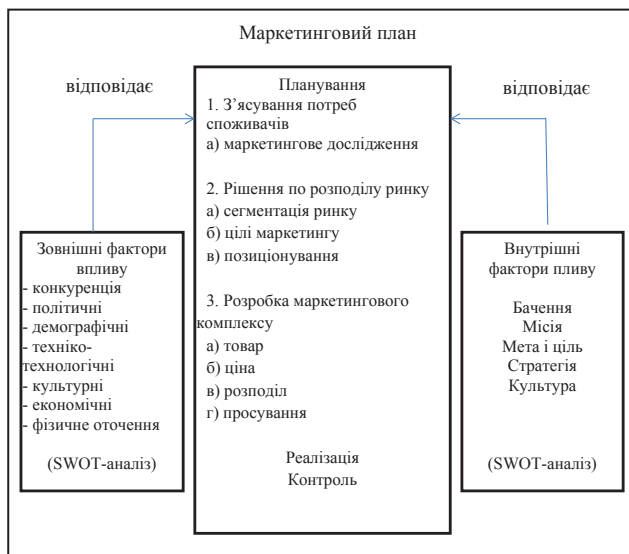 Маркетинговий план
відповідає
відповідає
Планування
1. З’ясування потреб
споживачів
а) маркетингове дослідження
2. Рішення по розподілу ринку
а) сегментація ринку
б) цілі маркетингу
в) позиціонування
3. Розробка маркетингового
комплексу
а) товар
б) ціна
в) розподіл
г) просування
Реалізація
Контроль
Зовнішні фактори
впливу
- конкуренція
- політичні
- демографічні
- техніко-
технологічні
- культурні
- економічні
- фізичне оточення
(SWOT-аналіз)
Внутрішні
фактори пливу
Бачення
Місія
Мета і ціль
Стратегія
Культура
(SWOT-аналіз)